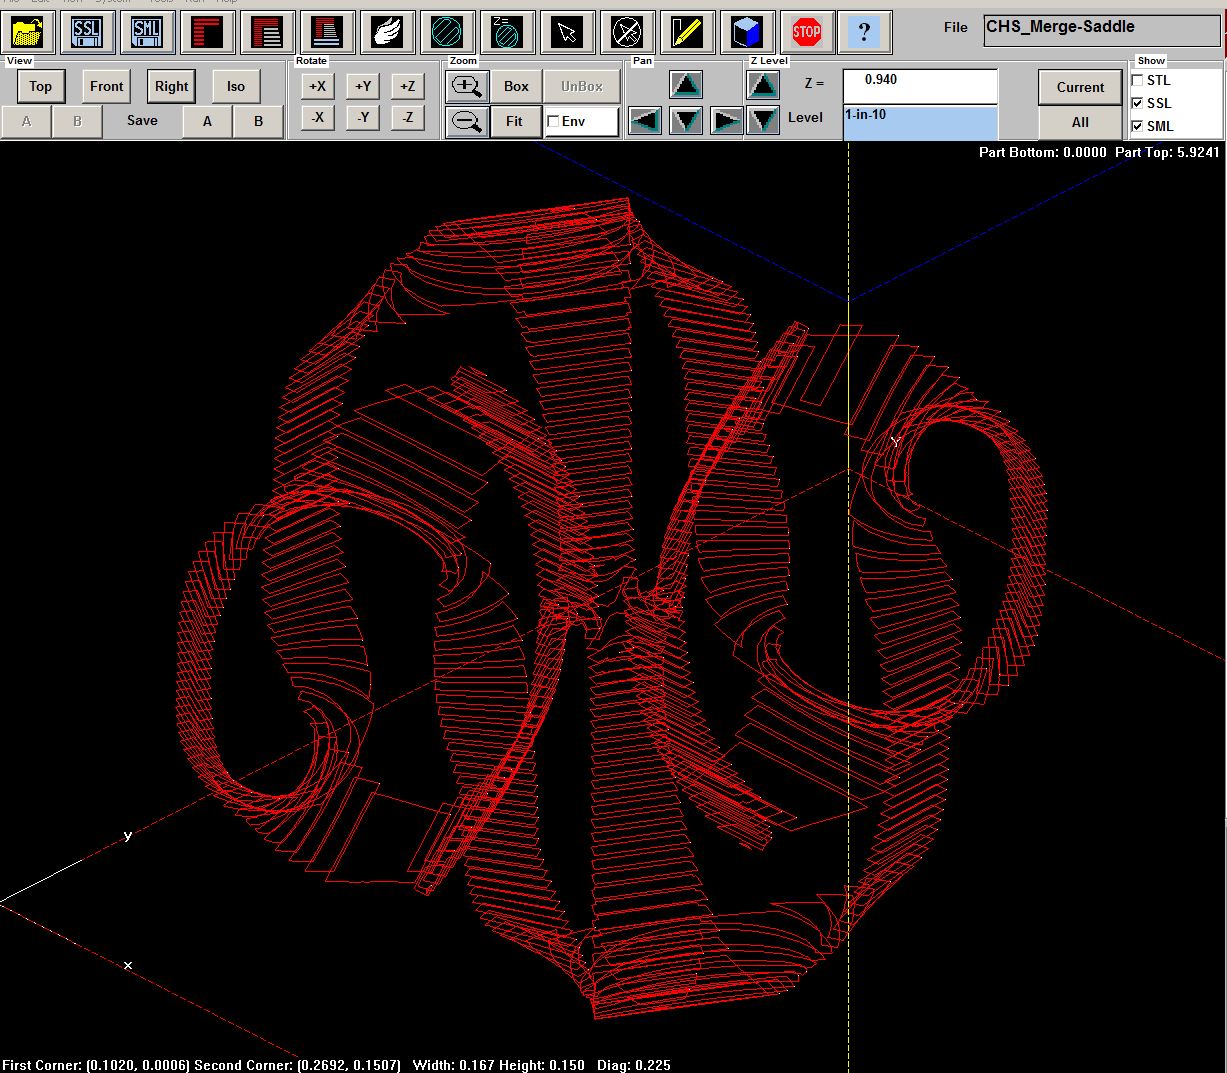 SSL SML Z= STOP ? File CHS_Merge-Saddle
View Rotate Zoom Pan Z Level Show
Top Front Right Iso +X +Y +Z Box UnBox Z = 0.940 Current STL
SSL
A B Save A B -X -Y -Z Fit Env Level 1-in-10 All SML
Part Bottom: 0.0000 Part Top: 5.9241
Y
y
x
First Corner: (0.1020, 0.0006) Second Corner: (0.2692, 0.1507) Width: 0.167 Height: 0.150 Diag: 0.225